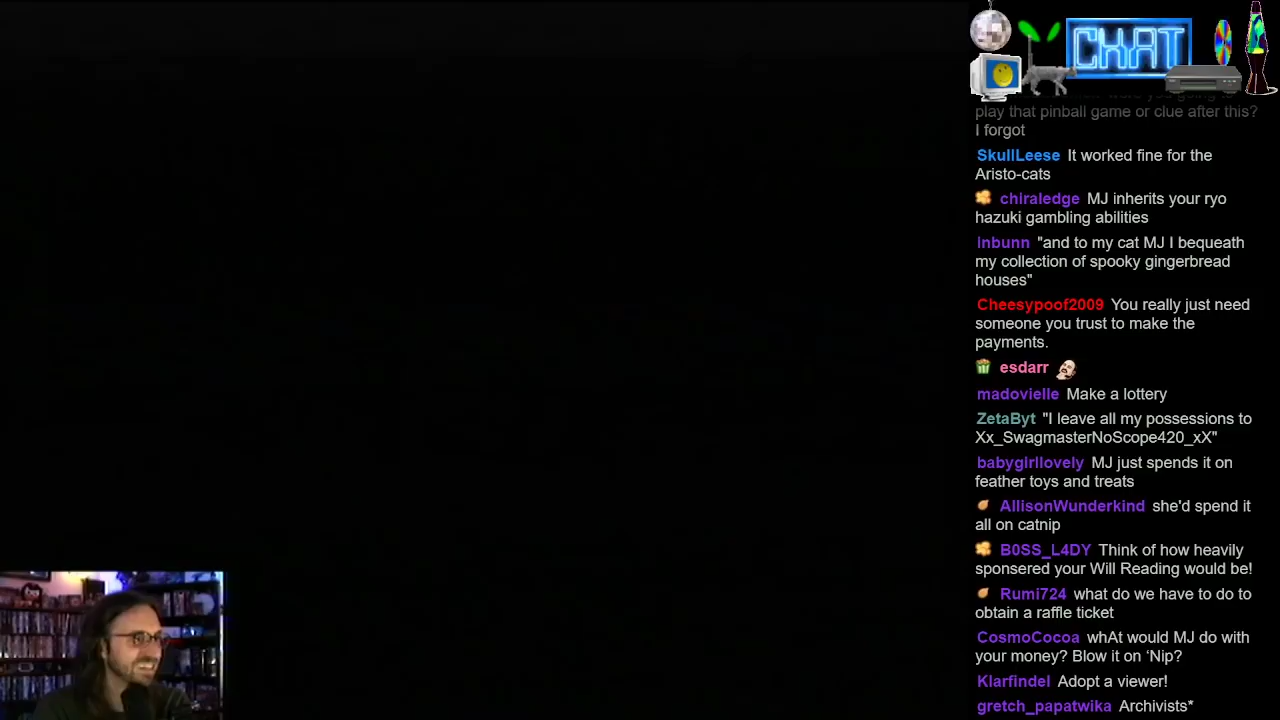 CHAT
play that pinball game or clue after this?
I forgot
SkullLeese It worked fine for the
Aristo-cats
chiraledge MJ inherits your ryo
hazuki gambling abilities
Inbunn "and to my cat MJ I bequeath
my collection of spooky gingerbread
houses"
Cheesypoof2009 You really just need
someone you trust to make the
payments.
esdarr
madovielle Make a lottery
ZetaByt "I leave all my possessions to
Xx_SwagmasterNoScope420_xX"
babygirllovely MJ just spends it on
feather toys and treats
AllisonWunderkind she'd spend it
all on catnip
B0SS_L4DY Think of how heavily
sponsered your Will Reading would be!
Rumi724 what do we have to do to
obtain a raffle ticket
CosmoCocoa whAt would MJ do with
your money? Blow it on ‘Nip?
Klarfindel Adopt a viewer!
gretch_papatwika Archivists*